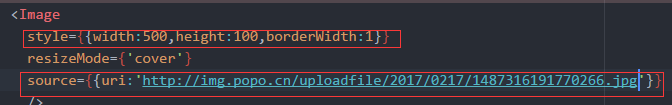 <Image
style={{width:500,height:100,borderWidth:1}}
resizeMode={'cover'}
source={{uri:'http://img.popo.cn/uploadfile/2017/0217/1487316191770266.jpg'}}
/>